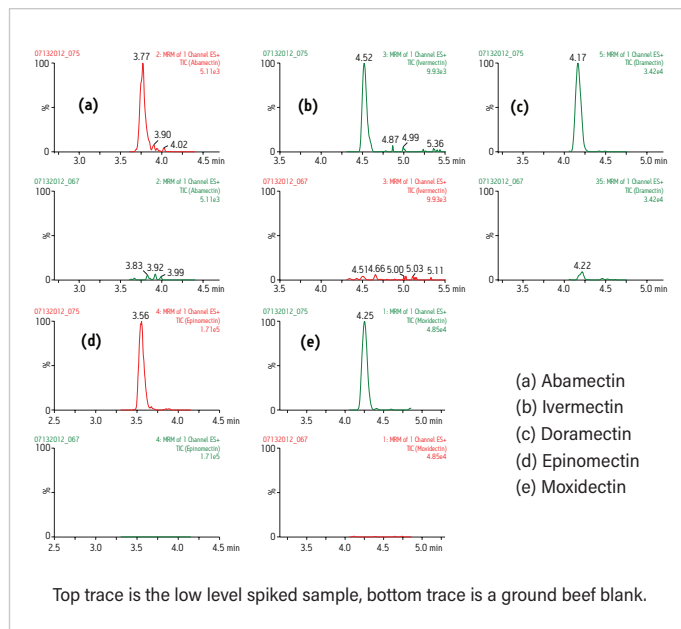 07132012_075
2: MRM of 1 Channel ES+
TIC (Abamectin)
5.11e3
3.77
100
%
(a)
3.90
4.02
0
3.0 3.5 4.0 4.5 min
07132012_075
3: MRM of 1 Channel ES+
TIC (Ivermectin)
9.93e3
4.52
100
%
(b)
4.87 4.99 5.36
0
3.5 4.0 4.5 5.0 5.5 min
07132012_075
5: MRM of 1 Channel ES+
TIC (Dramectin)
3.42e4
4.17
100
%
(c)
0
3.5 4.0 4.5 5.0 min
07132012_067
2: MRM of 1 Channel ES+
TIC (Abamectin)
5.11e3
100
%
3.83 3.92 3.99
0
3.0 3.5 4.0 4.5 min
07132012_067
3: MRM of 1 Channel ES+
TIC (Ivermectin)
9.93e3
100
%
4.51 4.66 5.00 5.03 5.11
0
3.5 4.0 4.5 5.0 5.5 min
07132012_067
35: MRM of 1 Channel ES+
TIC (Dramectin)
3.42e4
100
%
4.22
0
3.5 4.0 4.5 5.0 min
07132012_075
4: MRM of 1 Channel ES+
TIC (Epinomectin)
1.71e5
3.56
100
%
(d)
0
2.5 3.0 3.5 4.0 4.5 min
07132012_075
1: MRM of 1 Channel ES+
TIC (Moxidectin)
4.85e4
4.25
100
%
(e)
0
3.5 4.0 4.5 5.0 min
07132012_067
4: MRM of 1 Channel ES+
TIC (Epinomectin)
1.71e5
100
%
0
2.5 3.0 3.5 4.0 4.5 min
07132012_067
1: MRM of 1 Channel ES+
TIC (Moxidectin)
4.85e4
100
%
0
3.5 4.0 4.5 5.0 min
(a) Abamectin
(b) Ivermectin
(c) Doramectin
(d) Epinomectin
(e) Moxidectin
Top trace is the low level spiked sample, bottom trace is a ground beef blank.